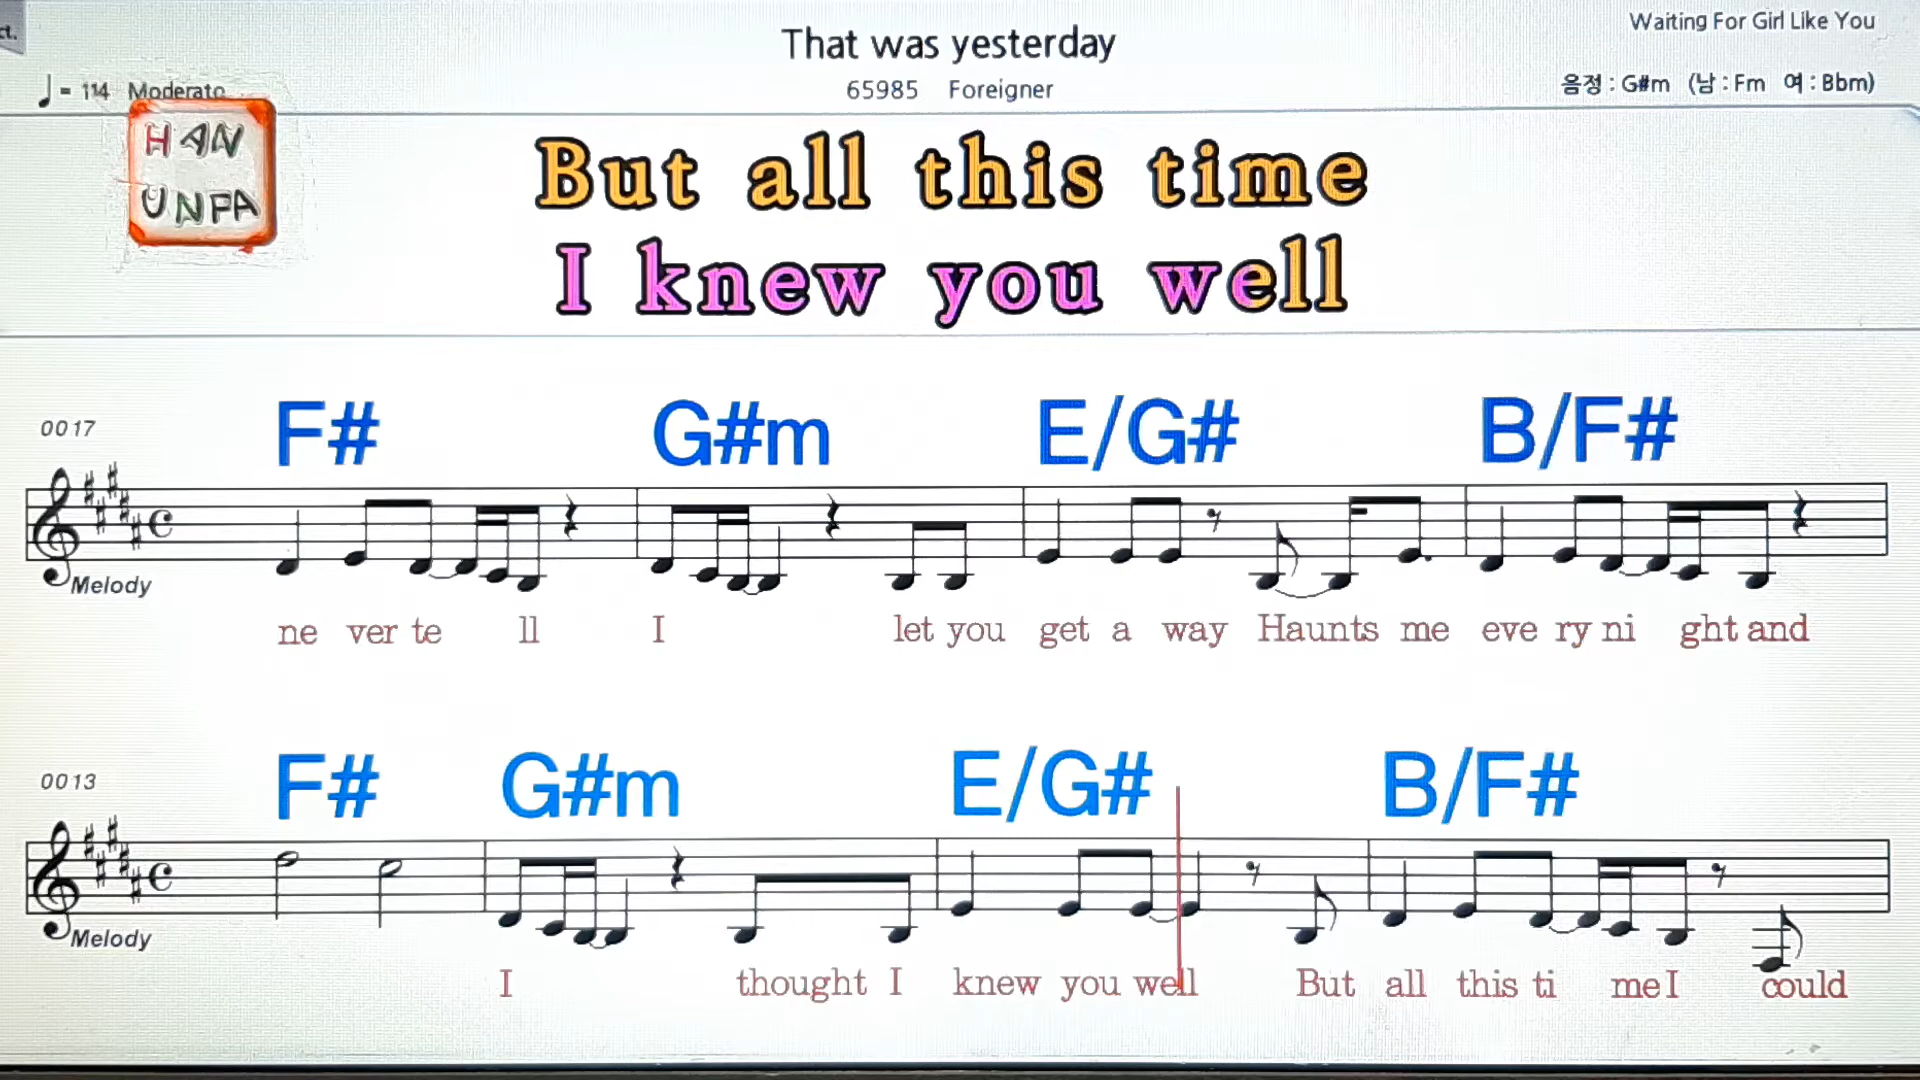 ct.
That was yesterday
Waiting For Girl Like You
= 114 Moderato
65985 Foreigner
음정 : G#m (남 : Fm 여 : Bbm)
HAN
UNFA
But all this time
I knew you well
0017
F# G#m E/G# B/F#
Melody
ne ver te ll I let you get a way Haunts me eve ry ni ght and
0013
F# G#m E/G# B/F#
Melody
I thought I knew you well But all this ti me I could